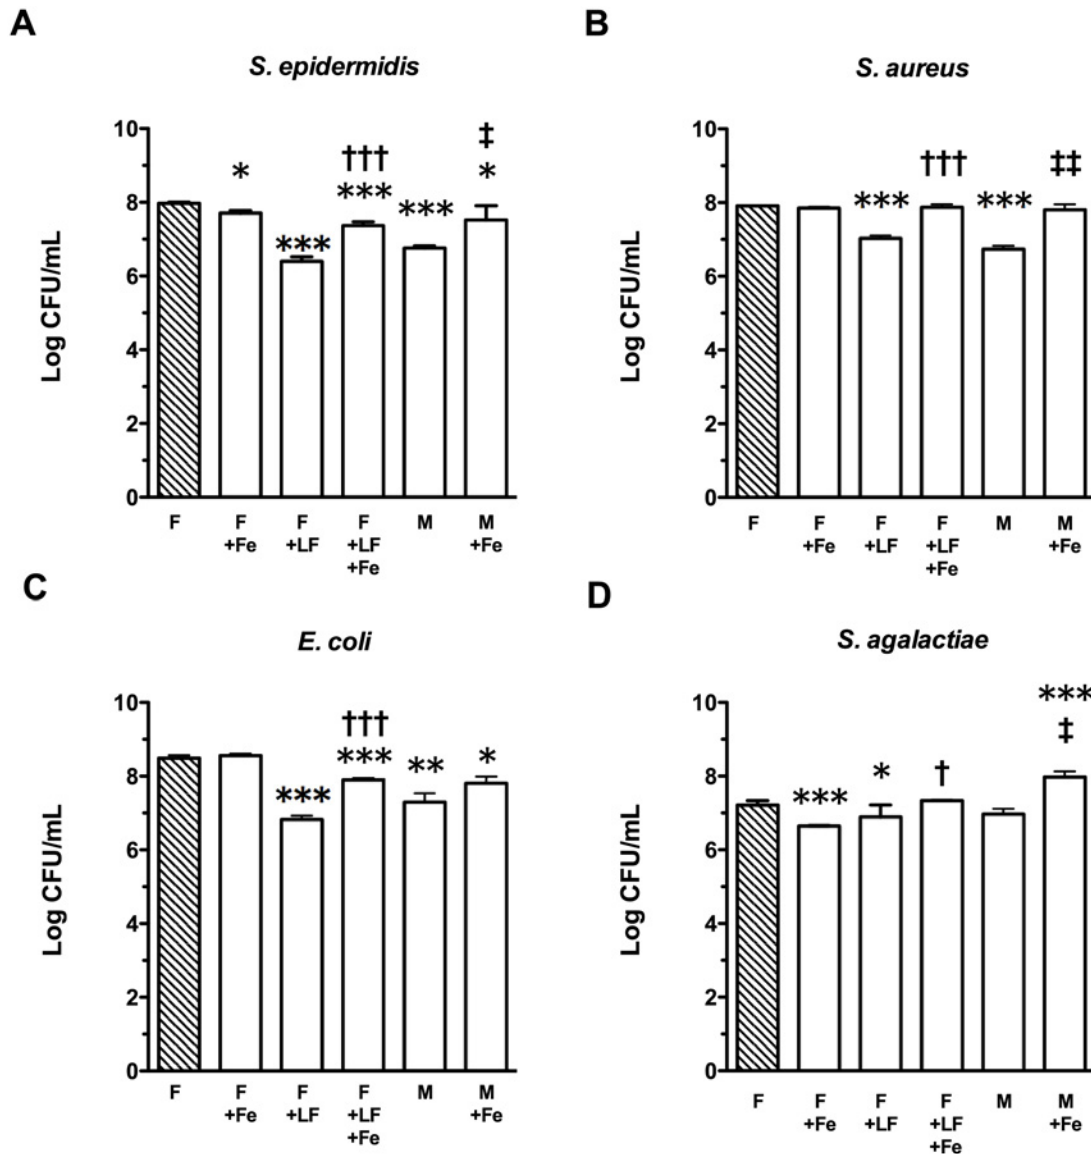 A
S. epidermidis
Log CFU/mL
10
8
6
4
2
0
*
***
†††
***
***
‡
*
F
F
+Fe
F
+LF
F
+LF
+Fe
M
M
+Fe
B
S. aureus
Log CFU/mL
10
8
6
4
2
0
***
†††
***
‡‡
F
F
+Fe
F
+LF
F
+LF
+Fe
M
M
+Fe
C
E. coli
Log CFU/mL
10
8
6
4
2
0
***
†††
***
**
*
F
F
+Fe
F
+LF
F
+LF
+Fe
M
M
+Fe
D
S. agalactiae
Log CFU/mL
10
8
6
4
2
0
***
*
†
***
‡
F
F
+Fe
F
+LF
F
+LF
+Fe
M
M
+Fe